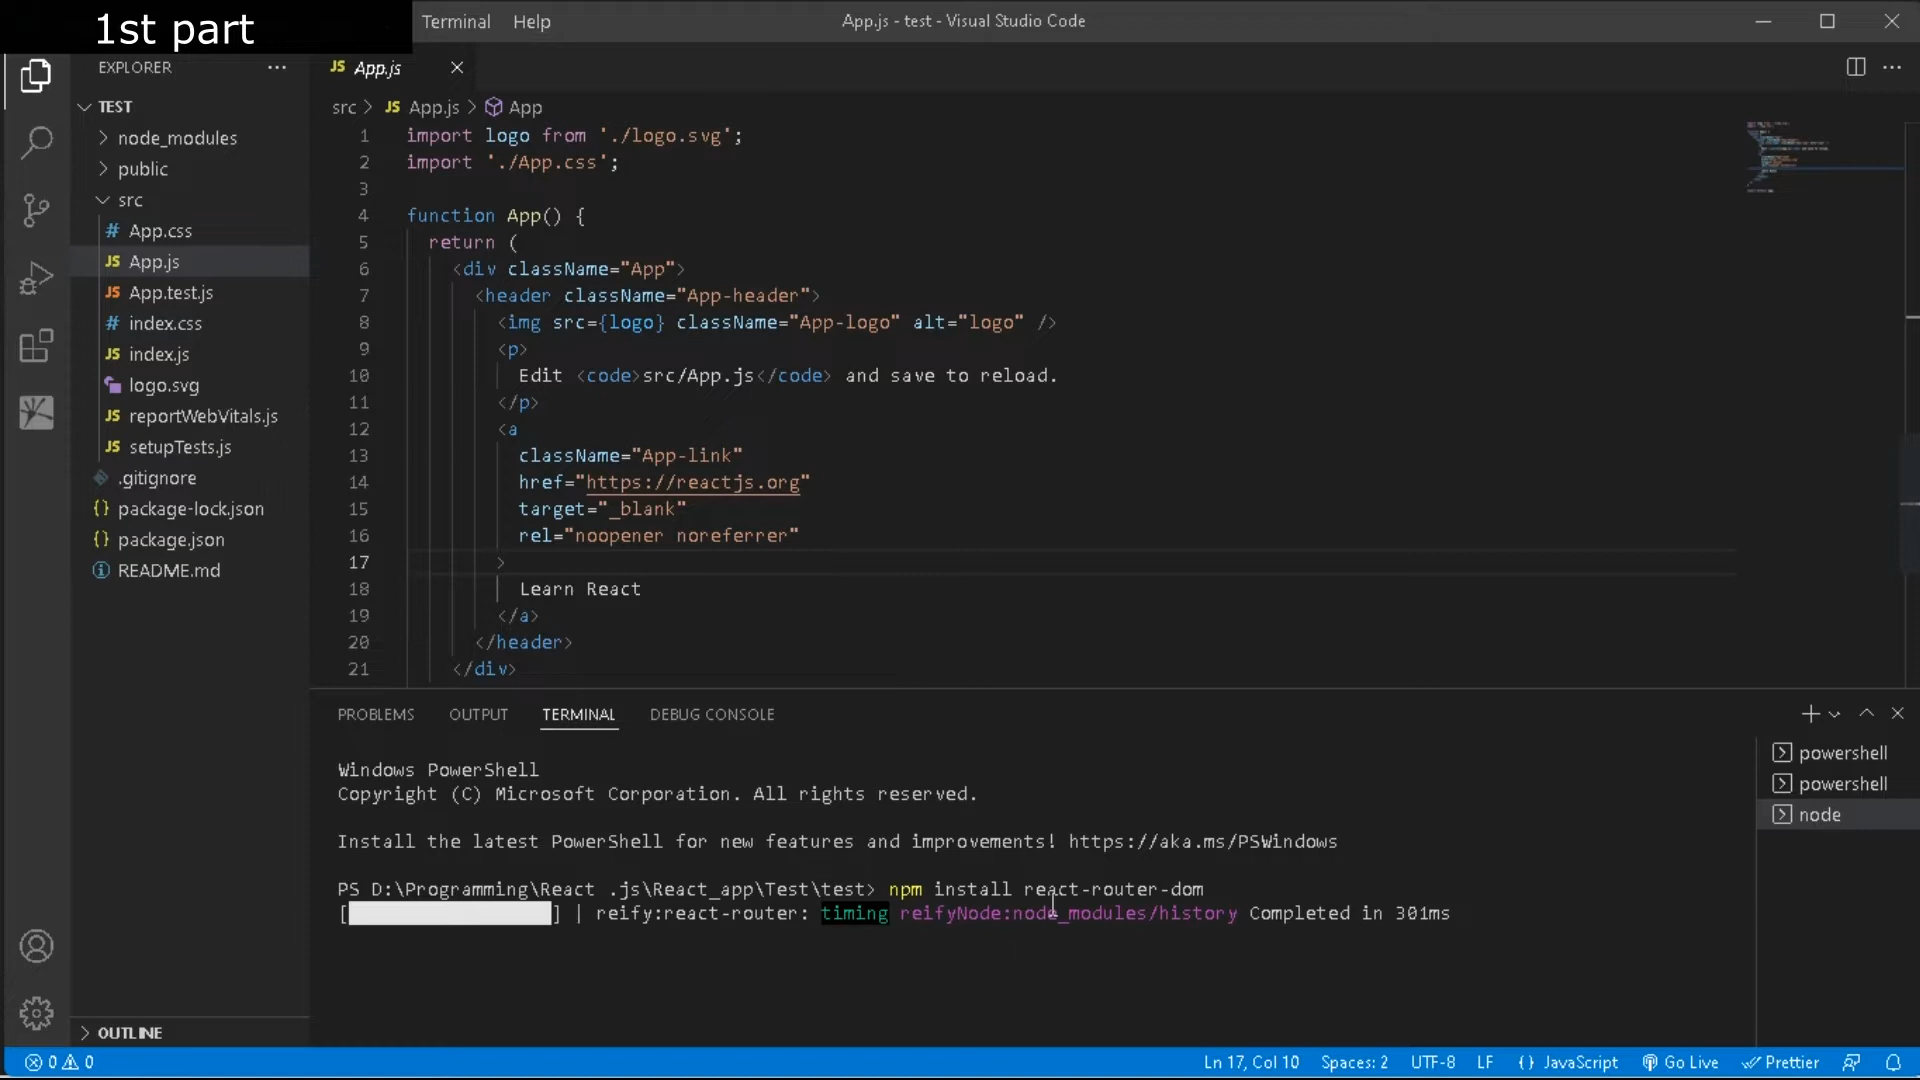 1st part
Terminal Help
App.js - test - Visual Studio Code
EXPLORER
JS App.js
TEST
node_modules
public
src
# App.css
JS App.js
JS App.test.js
# index.css
JS index.js
logo.svg
JS reportWebVitals.js
JS setupTests.js
.gitignore
{} package-lock.json
{} package.json
README.md
OUTLINE
src > JS App.js > App
1 import logo from './logo.svg';
2 import './App.css';
3
4 function App() {
5 return (
6 <div className="App">
7 <header className="App-header">
8 <img src={logo} className="App-logo" alt="logo" />
9 <p>
10 Edit <code>src/App.js</code> and save to reload.
11 </p>
12 <a
13 className="App-link"
14 href="https://reactjs.org"
15 target="_blank"
16 rel="noopener noreferrer"
17 >
18 Learn React
19 </a>
20 </header>
21 </div>
PROBLEMS OUTPUT TERMINAL DEBUG CONSOLE
Windows PowerShell
Copyright (C) Microsoft Corporation. All rights reserved.
Install the latest PowerShell for new features and improvements! https://aka.ms/PSWindows
PS D:\Programming\React .js\React_app\Test\test> npm install react-router-dom
[ ] | reify:react-router: timing reifyNode:node_modules/history Completed in 301ms
powershell
powershell
node
0 0
Ln 17, Col 10 Spaces: 2 UTF-8 LF {} JavaScript Go Live Prettier